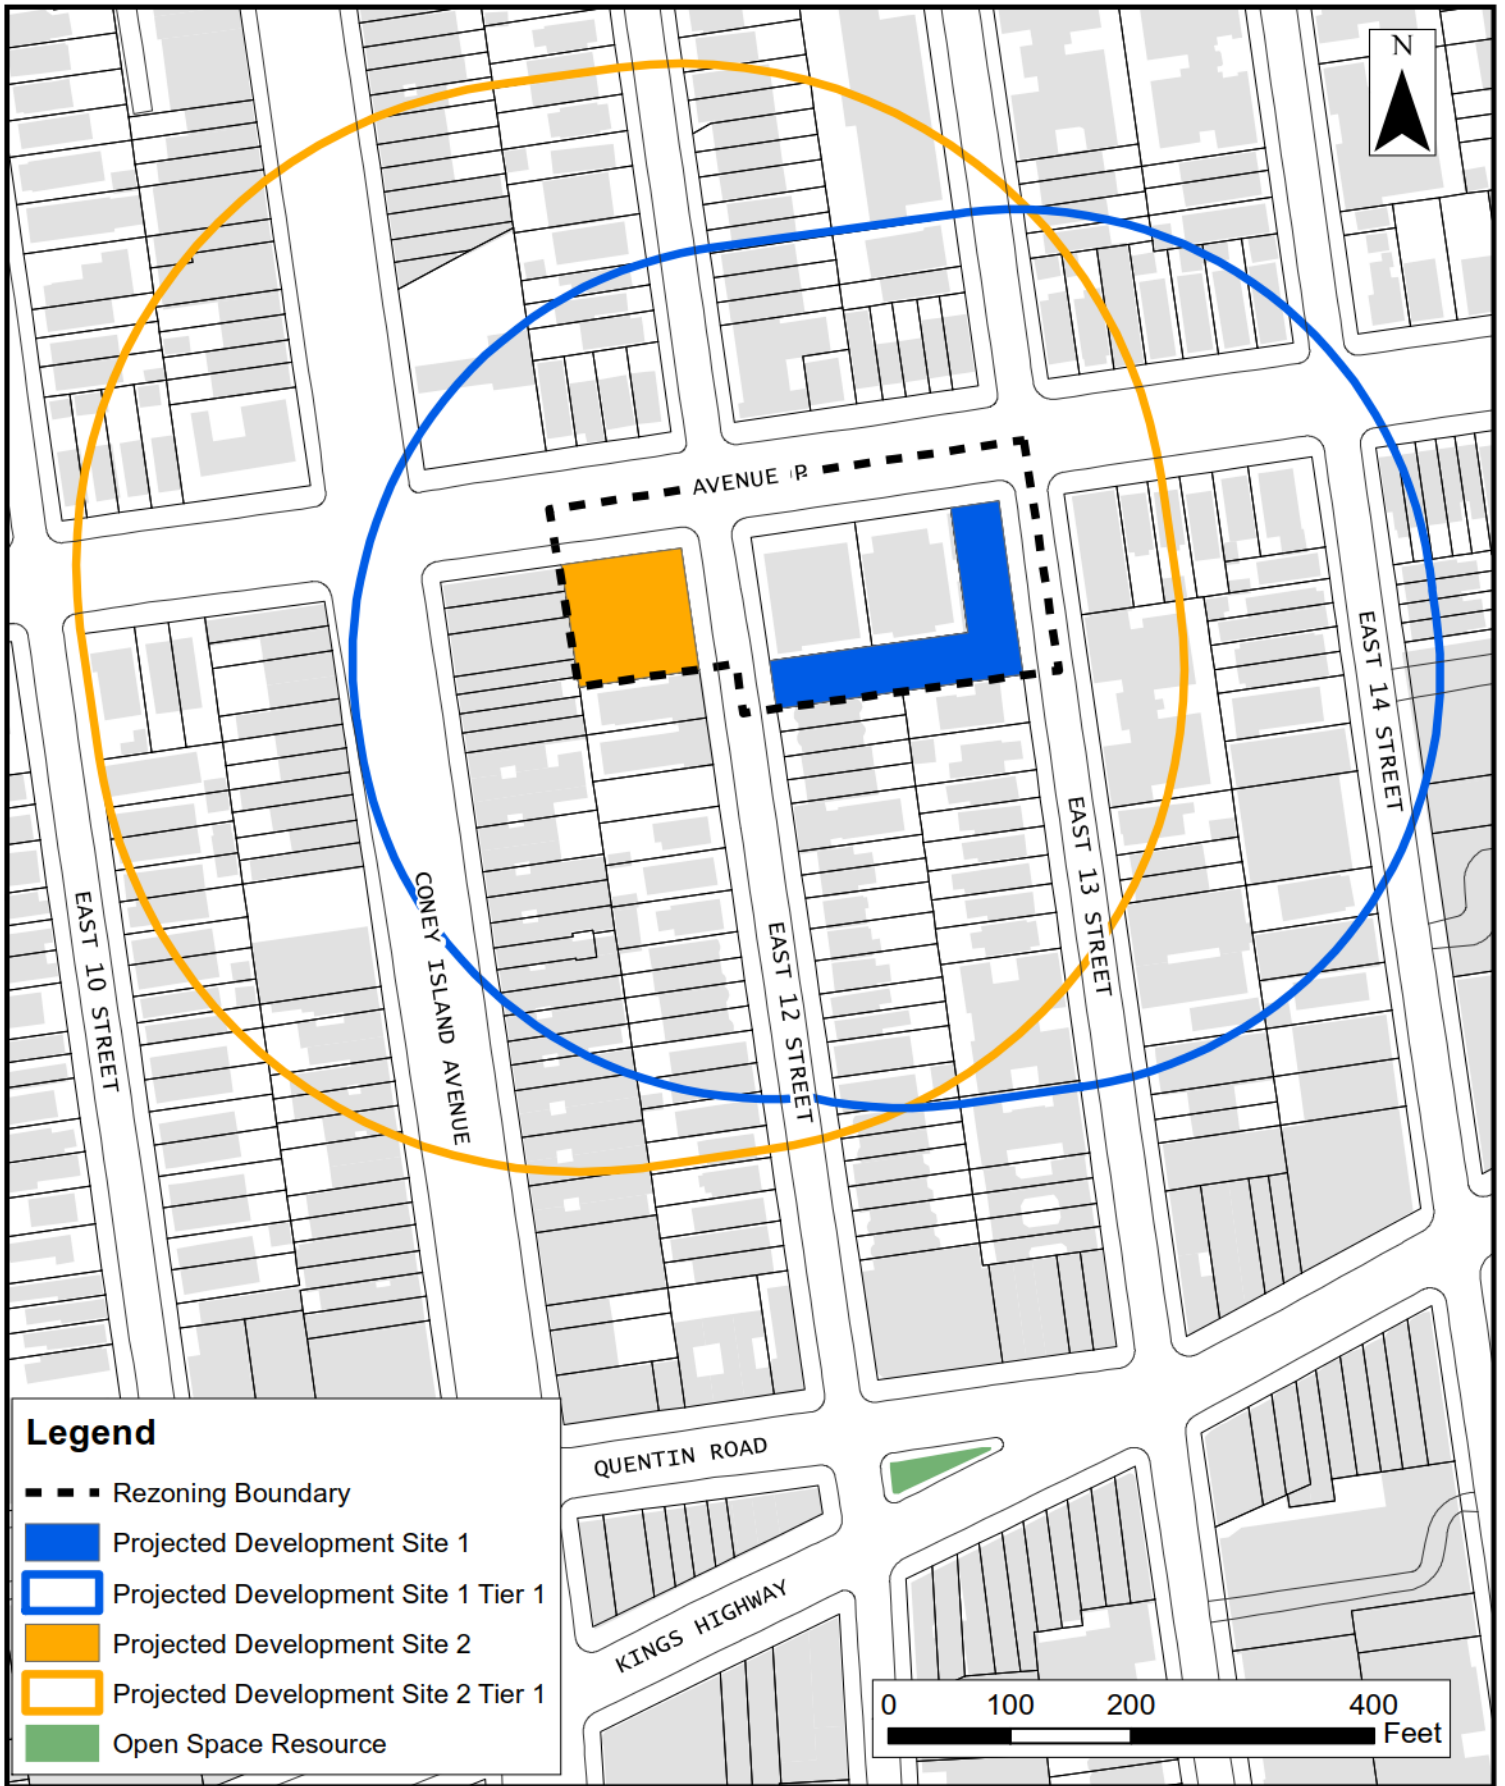 N
AVENUE P
EAST 14 STREET
EAST 13 STREET
CONEY ISLAND AVENUE
EAST 10 STREET
EAST 12 STREET
QUENTIN ROAD
KINGS HIGHWAY
Legend
Rezoning Boundary
Projected Development Site 1
Projected Development Site 1 Tier 1
Projected Development Site 2
Projected Development Site 2 Tier 1
Open Space Resource
0 100 200 400
Feet